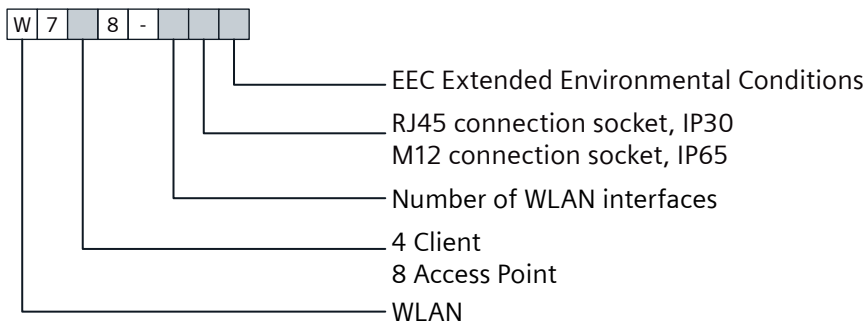 W 7 8 -
EEC Extended Environmental Conditions
RJ45 connection socket, IP30
M12 connection socket, IP65
Number of WLAN interfaces
4 Client
8 Access Point
WLAN